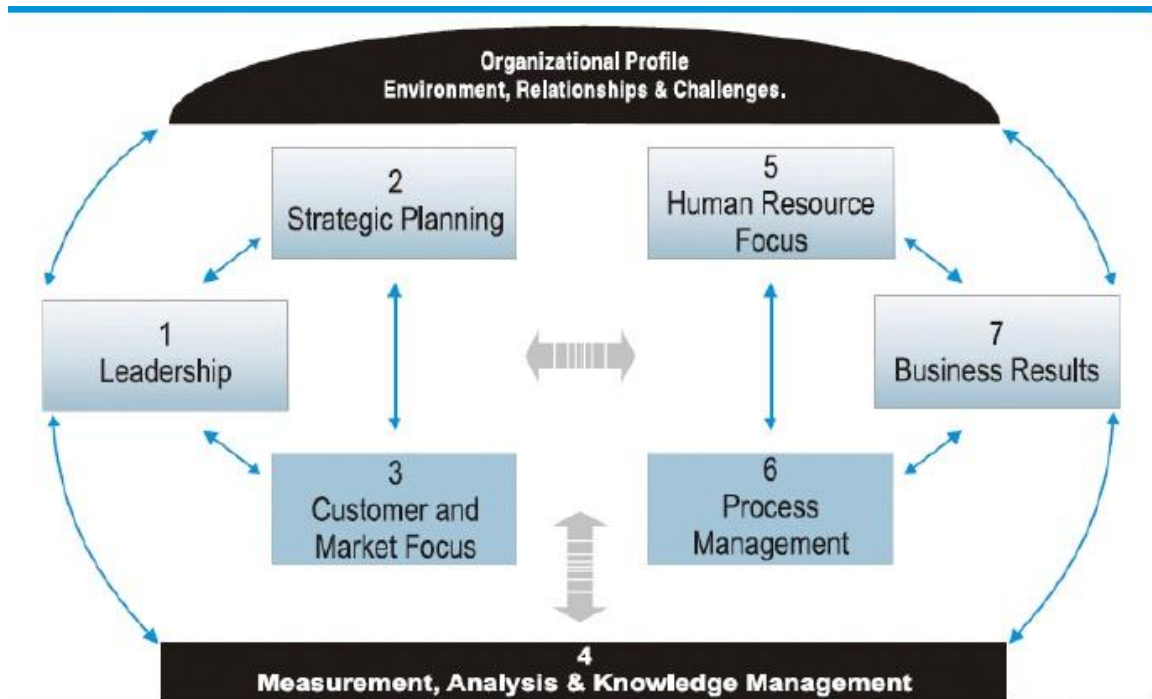 Organizational Profile
Environment, Relationships & Challenges.
2
Strategic Planning
5
Human Resource
Focus
1
Leadership
7
Business Results
3
Customer and
Market Focus
6
Process
Management
4
Measurement, Analysis & Knowledge Management